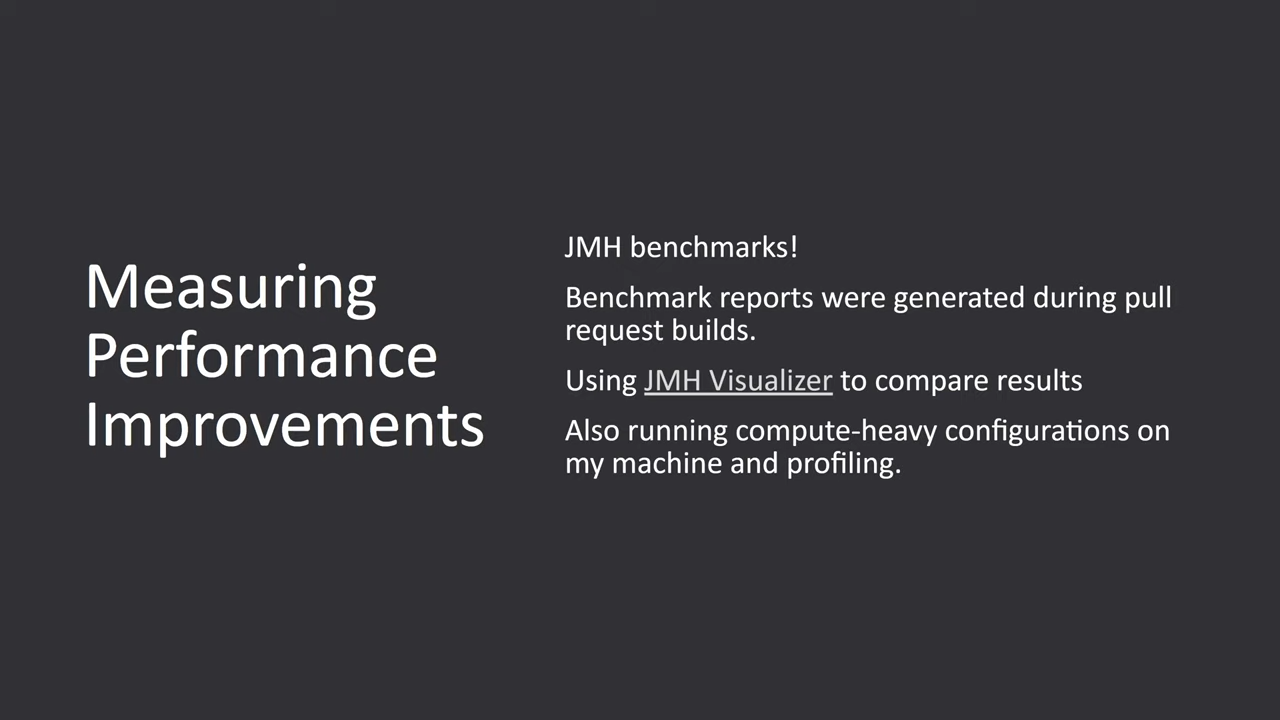 Measuring
Performance
Improvements
JMH benchmarks!
Benchmark reports were generated during pull
request builds.
Using JMH Visualizer to compare results
Also running compute-heavy configurations on
my machine and profiling.